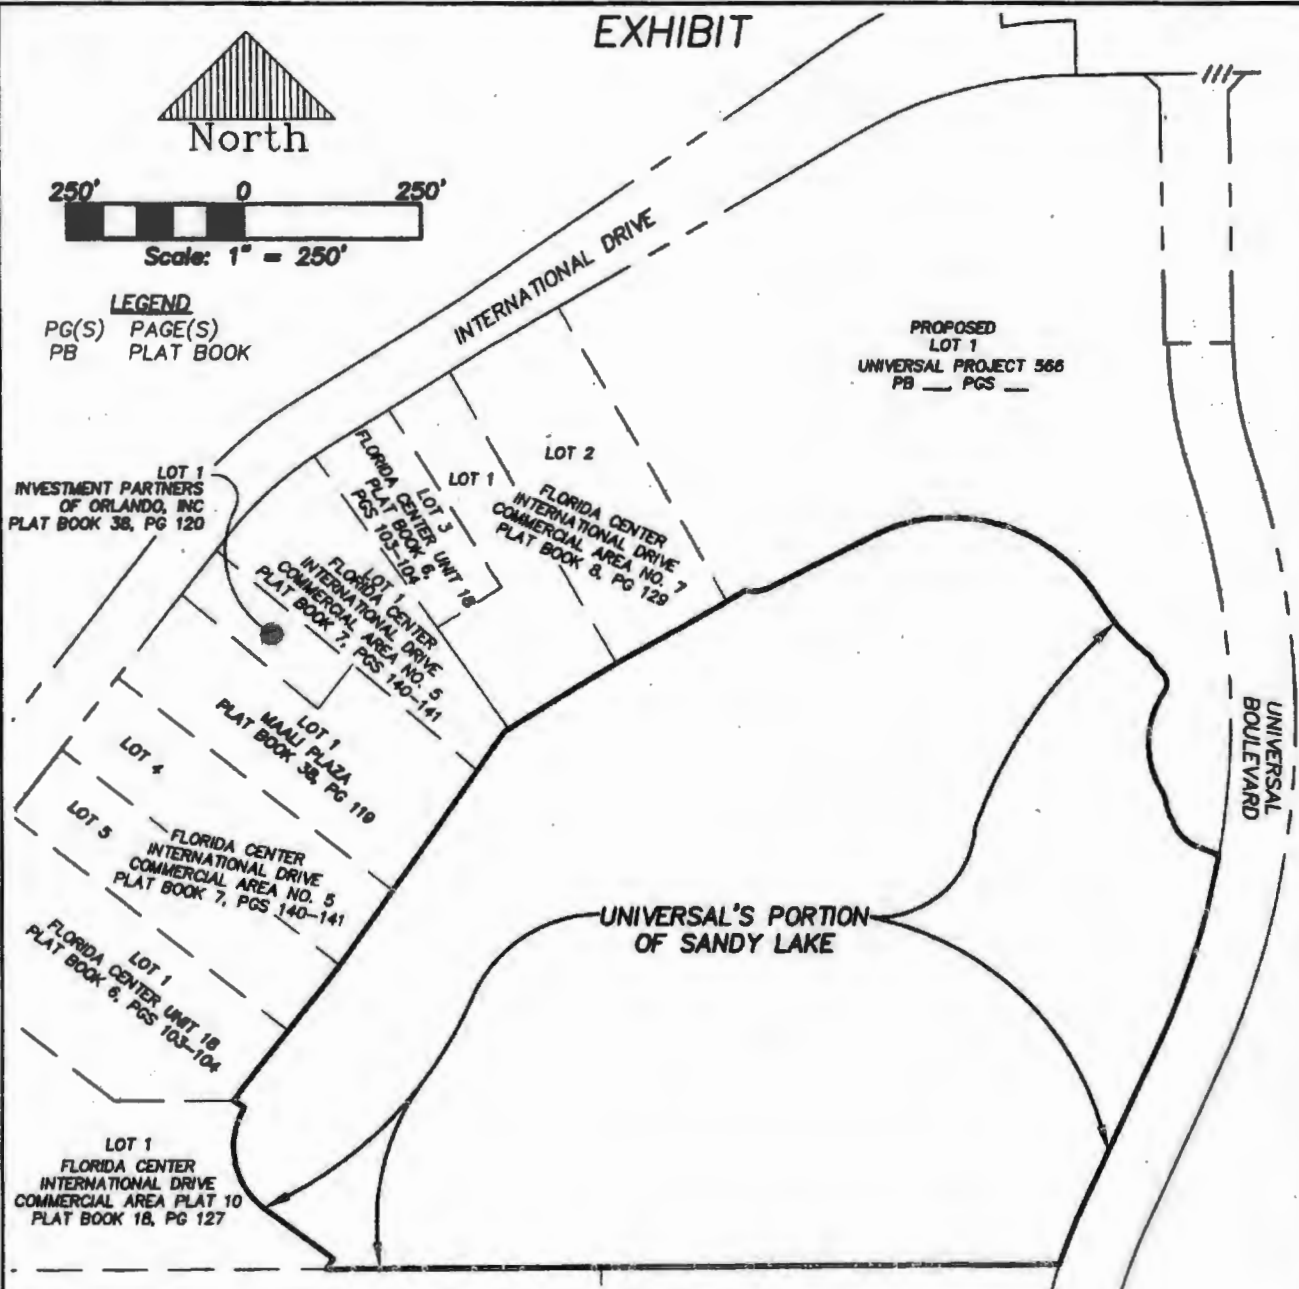 EXHIBIT
North
250' 0 250'
Scale: 1" = 250'
LEGEND
PG(S) PAGE(S)
PB PLAT BOOK
INTERNATIONAL DRIVE
PROPOSED
LOT 1
UNIVERSAL PROJECT 566
PB ___ PGS ___
LOT 1
INVESTMENT PARTNERS
OF ORLANDO, INC
PLAT BOOK 38, PG 120
LOT 3
FLORIDA CENTER UNIT 18
PLAT BOOK 6,
PGS 103-104
LOT 1
LOT 2
FLORIDA CENTER
INTERNATIONAL DRIVE
COMMERCIAL AREA NO. 7
PLAT BOOK 8, PG 129
LOT 1
FLORIDA CENTER
INTERNATIONAL DRIVE
COMMERCIAL AREA NO. 5
PLAT BOOK 7, PGS 140-141
LOT 1
MAALI PLAZA
PLAT BOOK 38, PG 119
LOT 4
LOT 5
FLORIDA CENTER
INTERNATIONAL DRIVE
COMMERCIAL AREA NO. 5
PLAT BOOK 7, PGS 140-141
LOT 1
FLORIDA CENTER UNIT 18
PLAT BOOK 6, PGS 103-104
UNIVERSAL
BOULEVARD
UNIVERSAL'S PORTION
OF SANDY LAKE
LOT 1
FLORIDA CENTER
INTERNATIONAL DRIVE
COMMERCIAL AREA PLAT 10
PLAT BOOK 18, PG 127